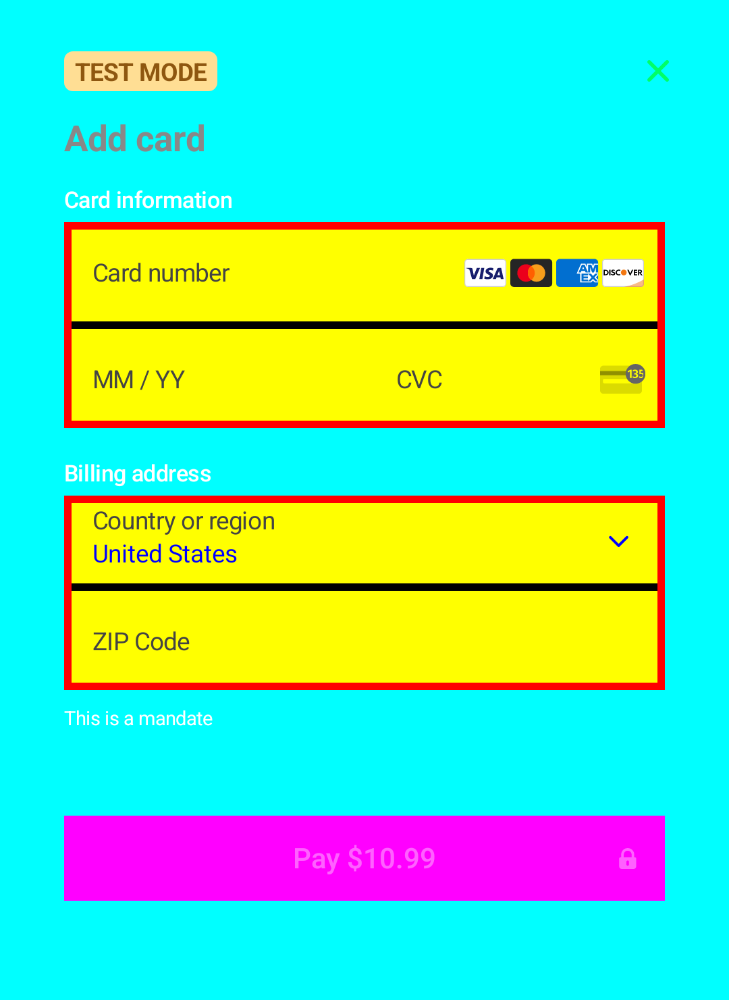 TEST MODE
Add card
Card information
Card number VISA AM EX DISCOVER
MM / YY CVC 135
Billing address
Country or region
United States
ZIP Code
This is a mandate
Pay $10.99